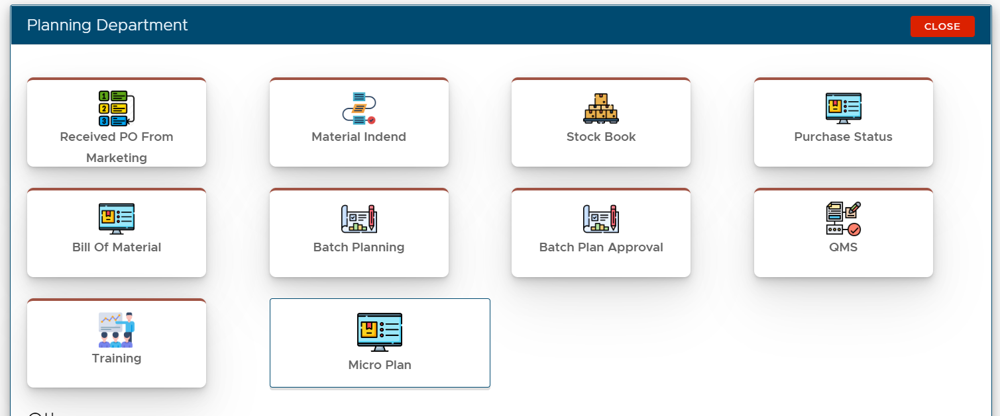 Planning Department
CLOSE
Received PO From
Marketing
Material Indend
Stock Book
Purchase Status
Bill Of Material
Batch Planning
Batch Plan Approval
QMS
Training
Micro Plan